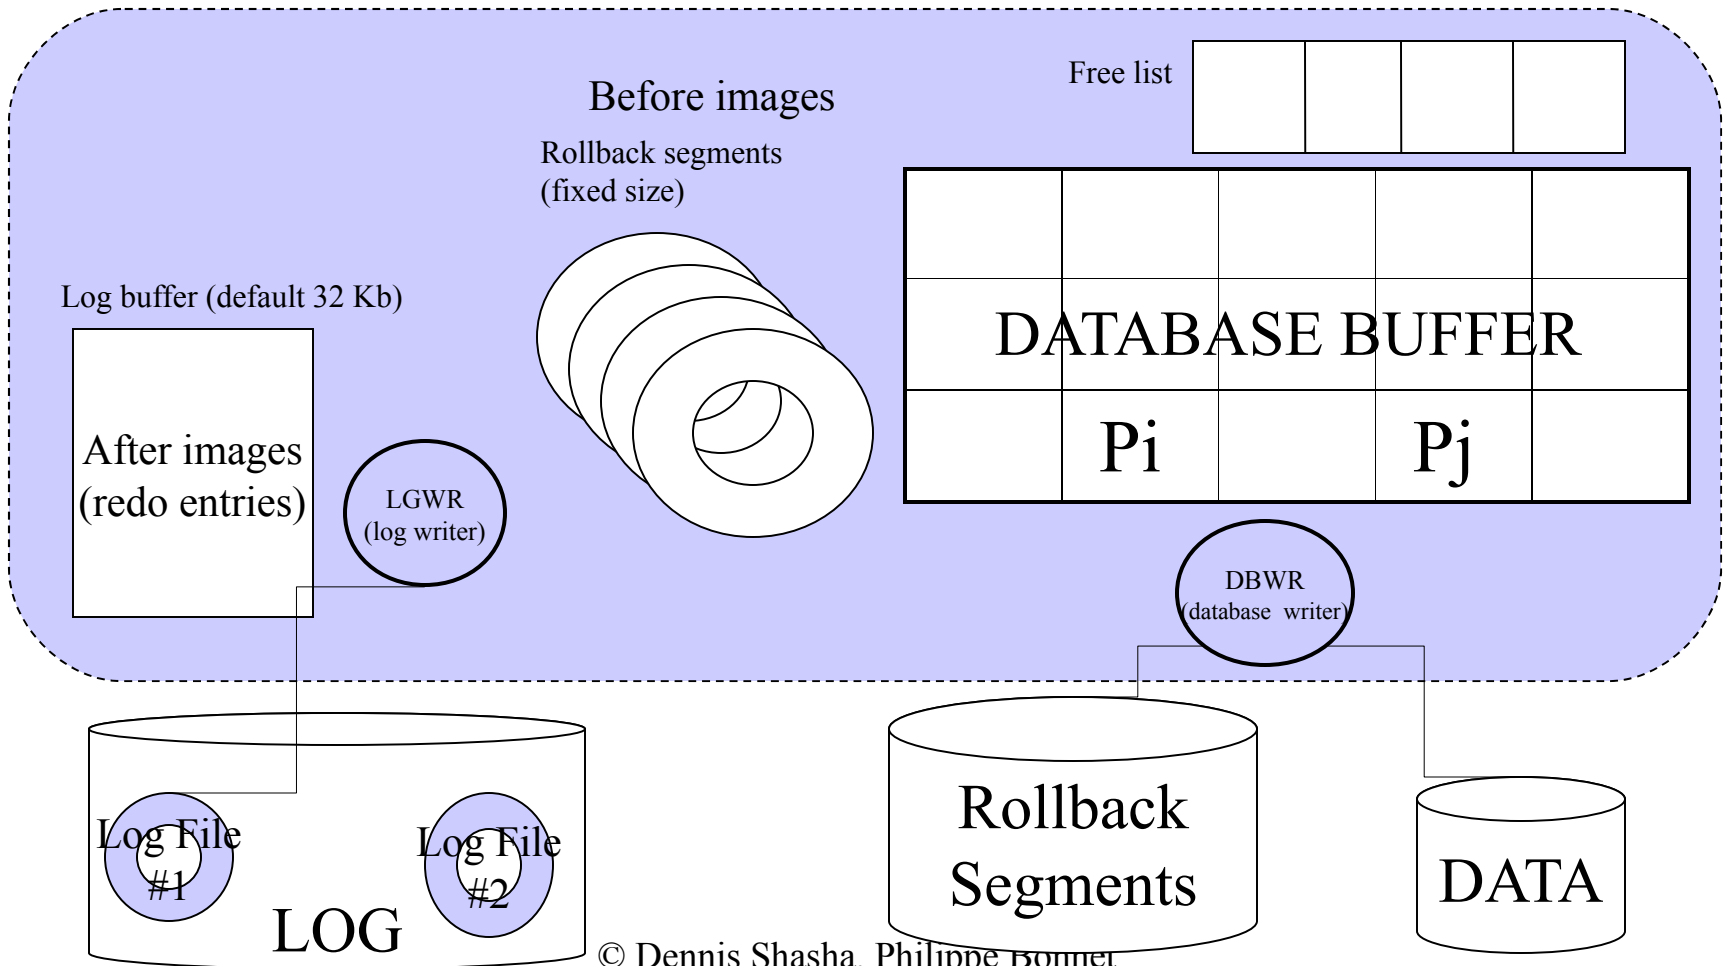 Free list
Before images
Rollback segments
(fixed size)
Log buffer (default 32 Kb)
DATABASE BUFFER
After images
(redo entries)
Pi
Pj
LGWR
(log writer)
DBWR
(database writer)
Log File
#1
Log File
#2
LOG
Rollback
Segments
DATA
© Dennis Shasha, Philippe Bonnet